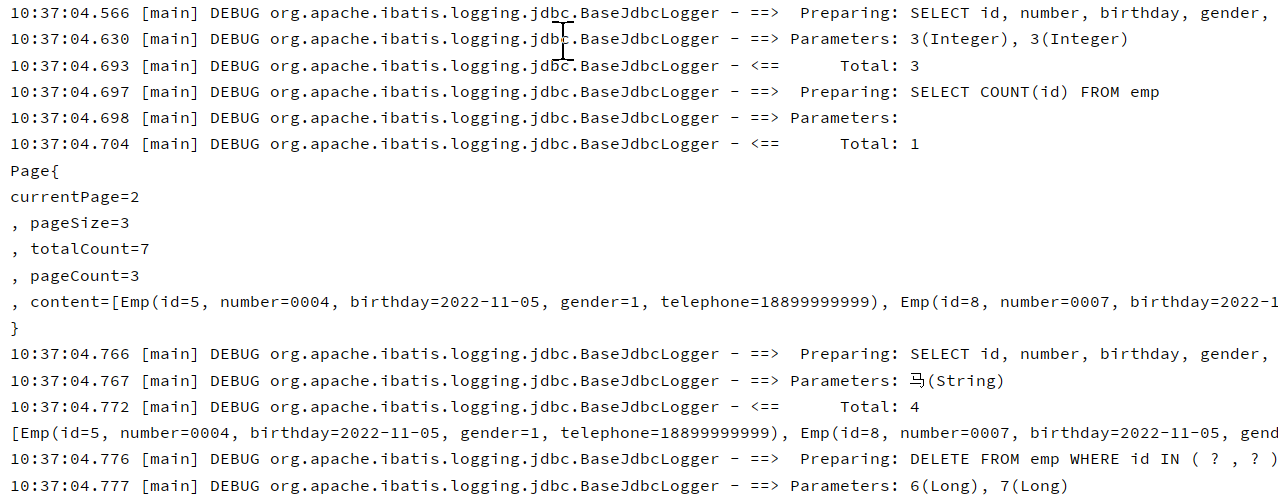 10:37:04.566 [main] DEBUG org.apache.ibatis.logging.jdbc.BaseJdbcLogger - ==>  Preparing: SELECT id, number, birthday, gender,
10:37:04.630 [main] DEBUG org.apache.ibatis.logging.jdbc.BaseJdbcLogger - ==> Parameters: 3(Integer), 3(Integer)
10:37:04.693 [main] DEBUG org.apache.ibatis.logging.jdbc.BaseJdbcLogger - <==      Total: 3
10:37:04.697 [main] DEBUG org.apache.ibatis.logging.jdbc.BaseJdbcLogger - ==>  Preparing: SELECT COUNT(id) FROM emp
10:37:04.698 [main] DEBUG org.apache.ibatis.logging.jdbc.BaseJdbcLogger - ==> Parameters:
10:37:04.704 [main] DEBUG org.apache.ibatis.logging.jdbc.BaseJdbcLogger - <==      Total: 1
Page{
currentPage=2
, pageSize=3
, totalCount=7
, pageCount=3
, content=[Emp(id=5, number=0004, birthday=2022-11-05, gender=1, telephone=18899999999), Emp(id=8, number=0007, birthday=2022-1
}
10:37:04.766 [main] DEBUG org.apache.ibatis.logging.jdbc.BaseJdbcLogger - ==>  Preparing: SELECT id, number, birthday, gender,
10:37:04.767 [main] DEBUG org.apache.ibatis.logging.jdbc.BaseJdbcLogger - ==> Parameters: 马(String)
10:37:04.772 [main] DEBUG org.apache.ibatis.logging.jdbc.BaseJdbcLogger - <==      Total: 4
[Emp(id=5, number=0004, birthday=2022-11-05, gender=1, telephone=18899999999), Emp(id=8, number=0007, birthday=2022-11-05, gend
10:37:04.776 [main] DEBUG org.apache.ibatis.logging.jdbc.BaseJdbcLogger - ==>  Preparing: DELETE FROM emp WHERE id IN ( ? , ? )
10:37:04.777 [main] DEBUG org.apache.ibatis.logging.jdbc.BaseJdbcLogger - ==> Parameters: 6(Long), 7(Long)